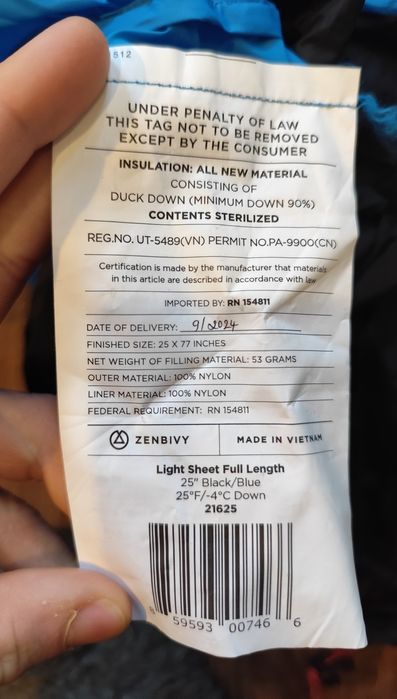 512
UNDER PENALTY OF LAW
THIS TAG NOT TO BE REMOVED
EXCEPT BY THE CONSUMER
INSULATION: ALL NEW MATERIAL
CONSISTING OF
DUCK DOWN (MINIMUM DOWN 90%)
CONTENTS STERILIZED
REG.NO. UT-5489(VN) PERMIT NO.PA-9900(CN)
Certification is made by the manufacturer that materials
in this article are described in accordance with law
IMPORTED BY: RN 154811
DATE OF DELIVERY: 9/2024
FINISHED SIZE: 25 X 77 INCHES
NET WEIGHT OF FILLING MATERIAL: 53 GRAMS
OUTER MATERIAL: 100% NYLON
LINER MATERIAL: 100% NYLON
FEDERAL REQUIREMENT: RN 154811
ZENBIVY MADE IN VIETNAM
Light Sheet Full Length
25" Black/Blue
25°F/-4°C Down
21625
59593 00746 6